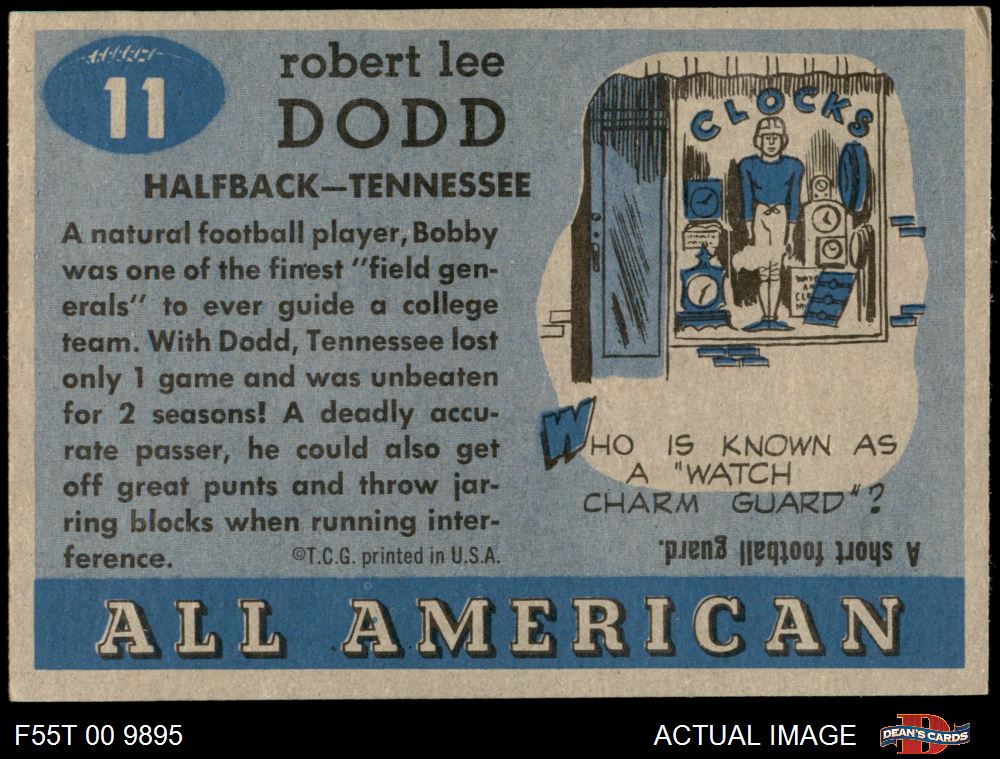 11
robert lee
DODD
HALFBACK—TENNESSEE
A natural football player, Bobby
was one of the finest "field gen-
erals" to ever guide a college
team. With Dodd, Tennessee lost
only 1 game and was unbeaten
for 2 seasons! A deadly accu-
rate passer, he could also get
off great punts and throw jar-
ring blocks when running inter-
ference.
©T.C.G. printed in U.S.A.
CLOCKS
WHO IS KNOWN AS
A "WATCH
CHARM GUARD"?
A short football guard.
ALL AMERICAN
F55T 00 9895
ACTUAL IMAGE
D
DEAN'S CARDS